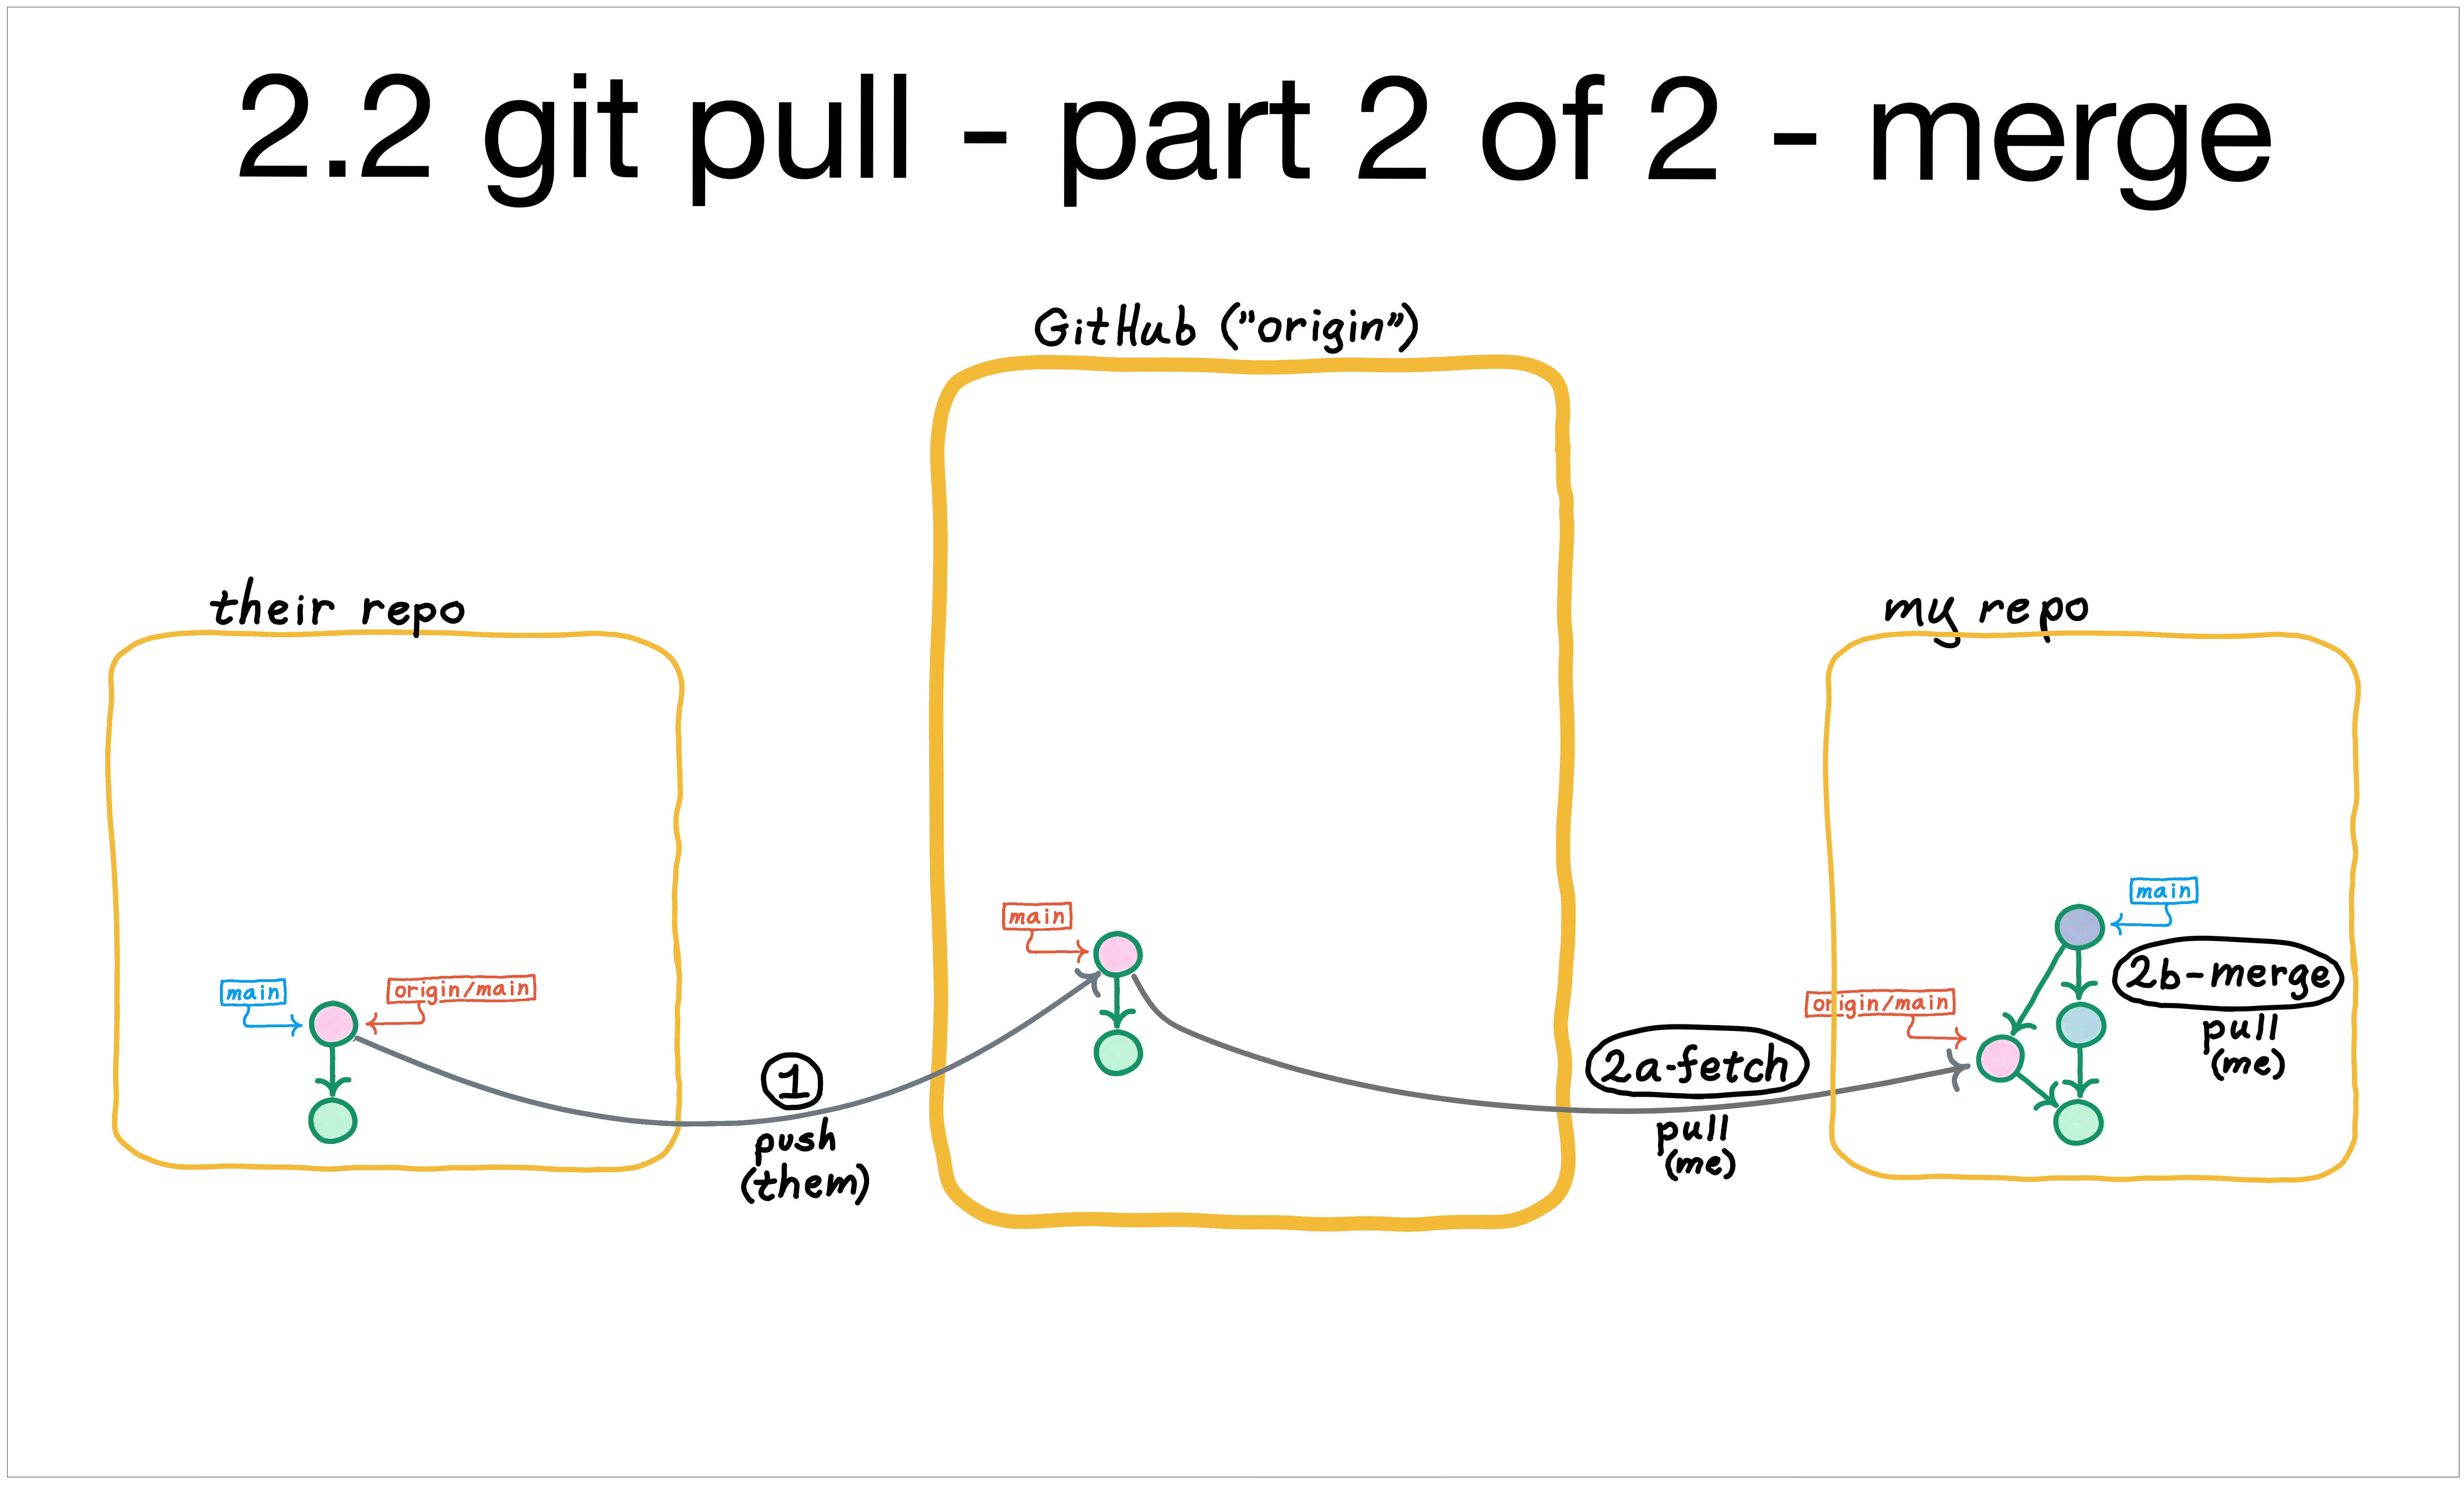 2.2 git pull - part 2 of 2 - merge
GitHub ("origin")
their repo
my repo
main
origin/main
1
push
(them)
main
2a-fetch
pull
(me)
origin/main
main
2b-merge
pull
(me)